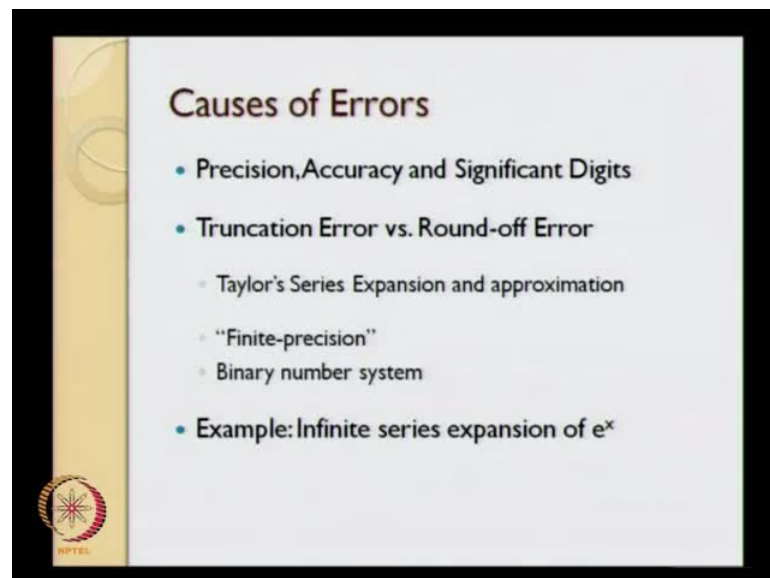 Causes of Errors
• Precision, Accuracy and Significant Digits
• Truncation Error vs. Round-off Error
◦ Taylor's Series Expansion and approximation
◦ "Finite-precision"
◦ Binary number system
• Example: Infinite series expansion of eˣ
NPTEL